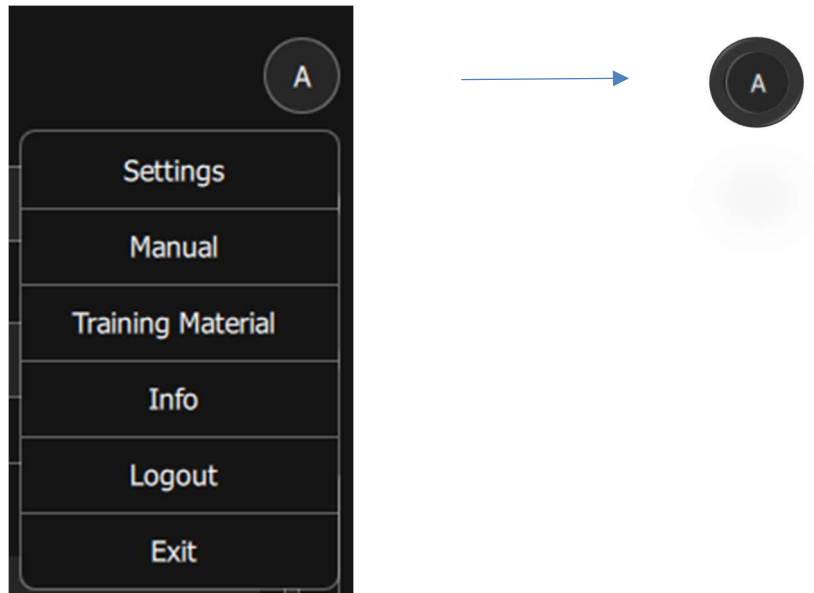 A
A
Settings
Manual
Training Material
Info
Logout
Exit